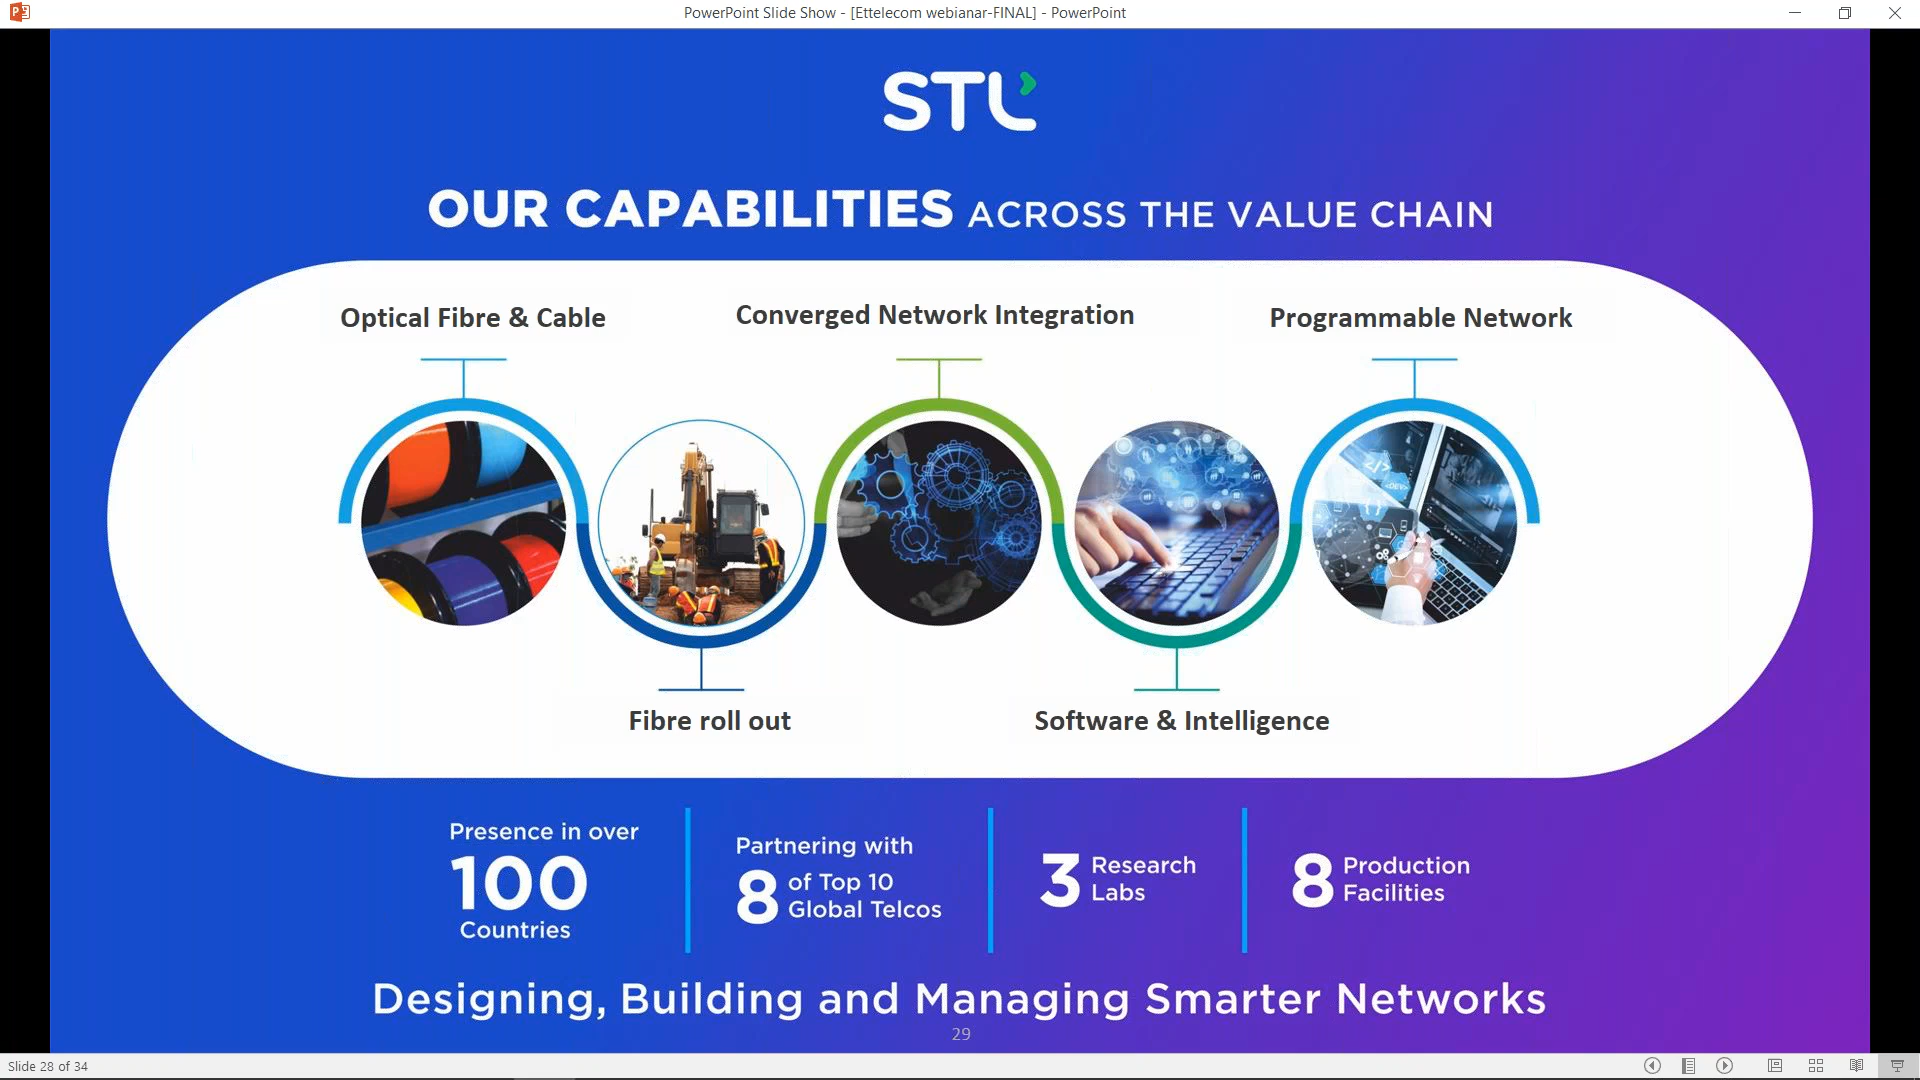 PowerPoint Slide Show - [Ettelecom webianar-FINAL] - PowerPoint
STL
OUR CAPABILITIES ACROSS THE VALUE CHAIN
Optical Fibre & Cable
Converged Network Integration
Programmable Network
</>
<DEV>
Fibre roll out
Software & Intelligence
Presence in over
100
Countries
Partnering with
8 of Top 10
Global Telcos
3 Research
Labs
8 Production
Facilities
Designing, Building and Managing Smarter Networks
29
Slide 28 of 34